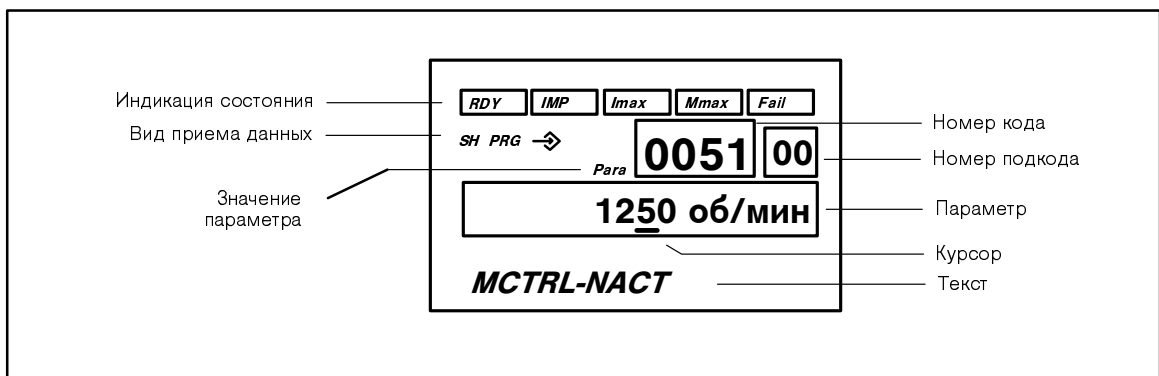 Индикация состояния
RDY IMP Imax Mmax Fail
Номер кода
Вид приема данных
SH PRG
0051 00
Номер подкода
Para
Значение
параметра
1250 об/мин
Параметр
Курсор
MCTRL-NACT
Текст